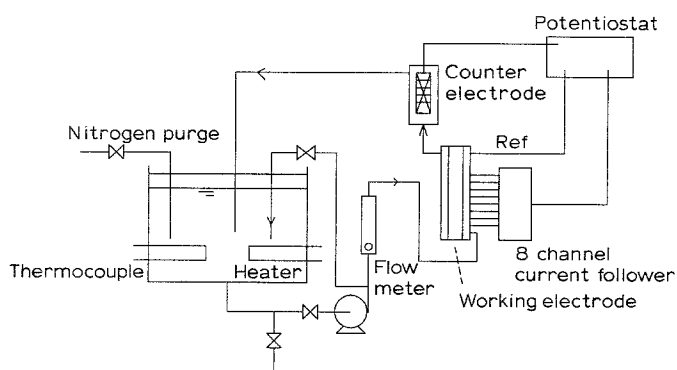 Potentiostat
Counter
electrode
Nitrogen purge
Ref
Thermocouple
Heater
Flow
meter
8 channel
current follower
Working electrode